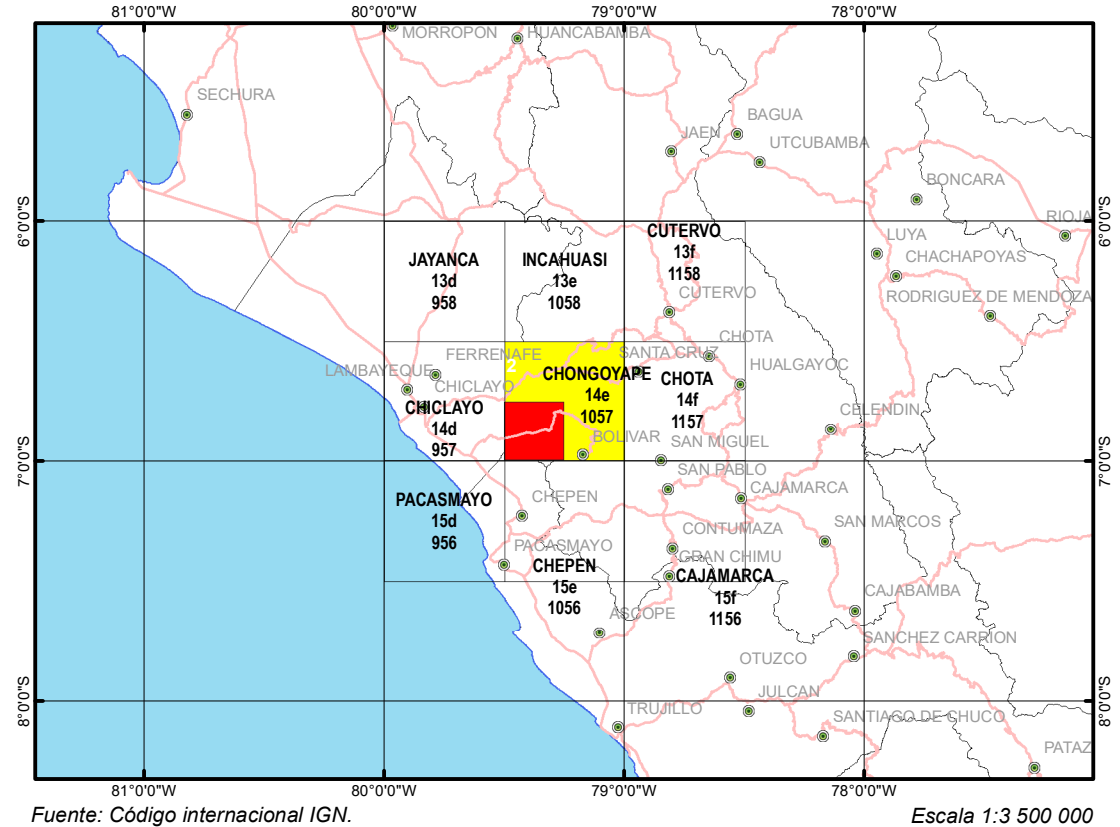 81°0'0"W 80°0'0"W 79°0'0"W 78°0'0"W
MORROPON
HUANCABAMBA
SECHURA
BAGUA
JAEN
UTCUBAMBA
BONCARA
6°0'0"S
6°0'0"S
RIOJA
CUTERVO
13f
1158
LUYA
JAYANCA
13d
958
INCAHUASI
13e
1058
CHACHAPOYAS
CUTERVO
RODRIGUEZ DE MENDOZA
CHOTA
FERRENAFE
SANTA CRUZ
2
HUALGAYOC
LAMBAYEQUE
CHONGOYAPE
14e
1057
CHOTA
14f
1157
CHICLAYO
CHICLAYO
14d
957
CELENDIN
BOLIVAR
SAN MIGUEL
7°0'0"S
7°0'0"S
SAN PABLO
CAJAMARCA
PACASMAYO
15d
956
CHEPEN
SAN MARCOS
CONTUMAZA
PACASMAYO
GRAN CHIMU
CHEPEN
15e
1056
CAJAMARCA
15f
1156
CAJABAMBA
ASCOPE
SANCHEZ CARRION
OTUZCO
JULCAN
8°0'0"S
8°0'0"S
TRUJILLO
SANTIAGO DE CHUCO
PATAZ
81°0'0"W 80°0'0"W 79°0'0"W 78°0'0"W
Fuente: Código internacional IGN.
Escala 1:3 500 000